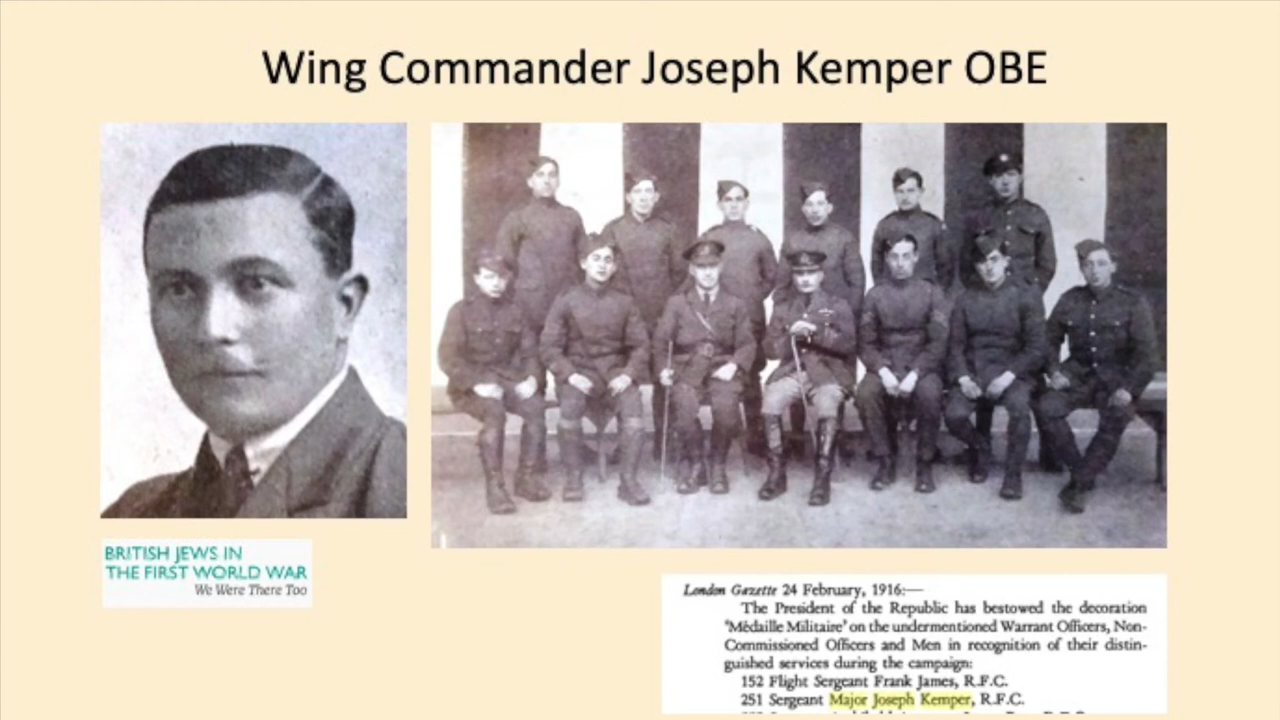 Wing Commander Joseph Kemper OBE
BRITISH JEWS IN
THE FIRST WORLD WAR
We Were There Too
London Gazette 24 February, 1916:—
The President of the Republic has bestowed the decoration
'Médaille Militaire' on the undermentioned Warrant Officers, Non-
Commissioned Officers and Men in recognition of their distin-
guished services during the campaign:
152 Flight Sergeant Frank James, R.F.C.
251 Sergeant Major Joseph Kemper, R.F.C.